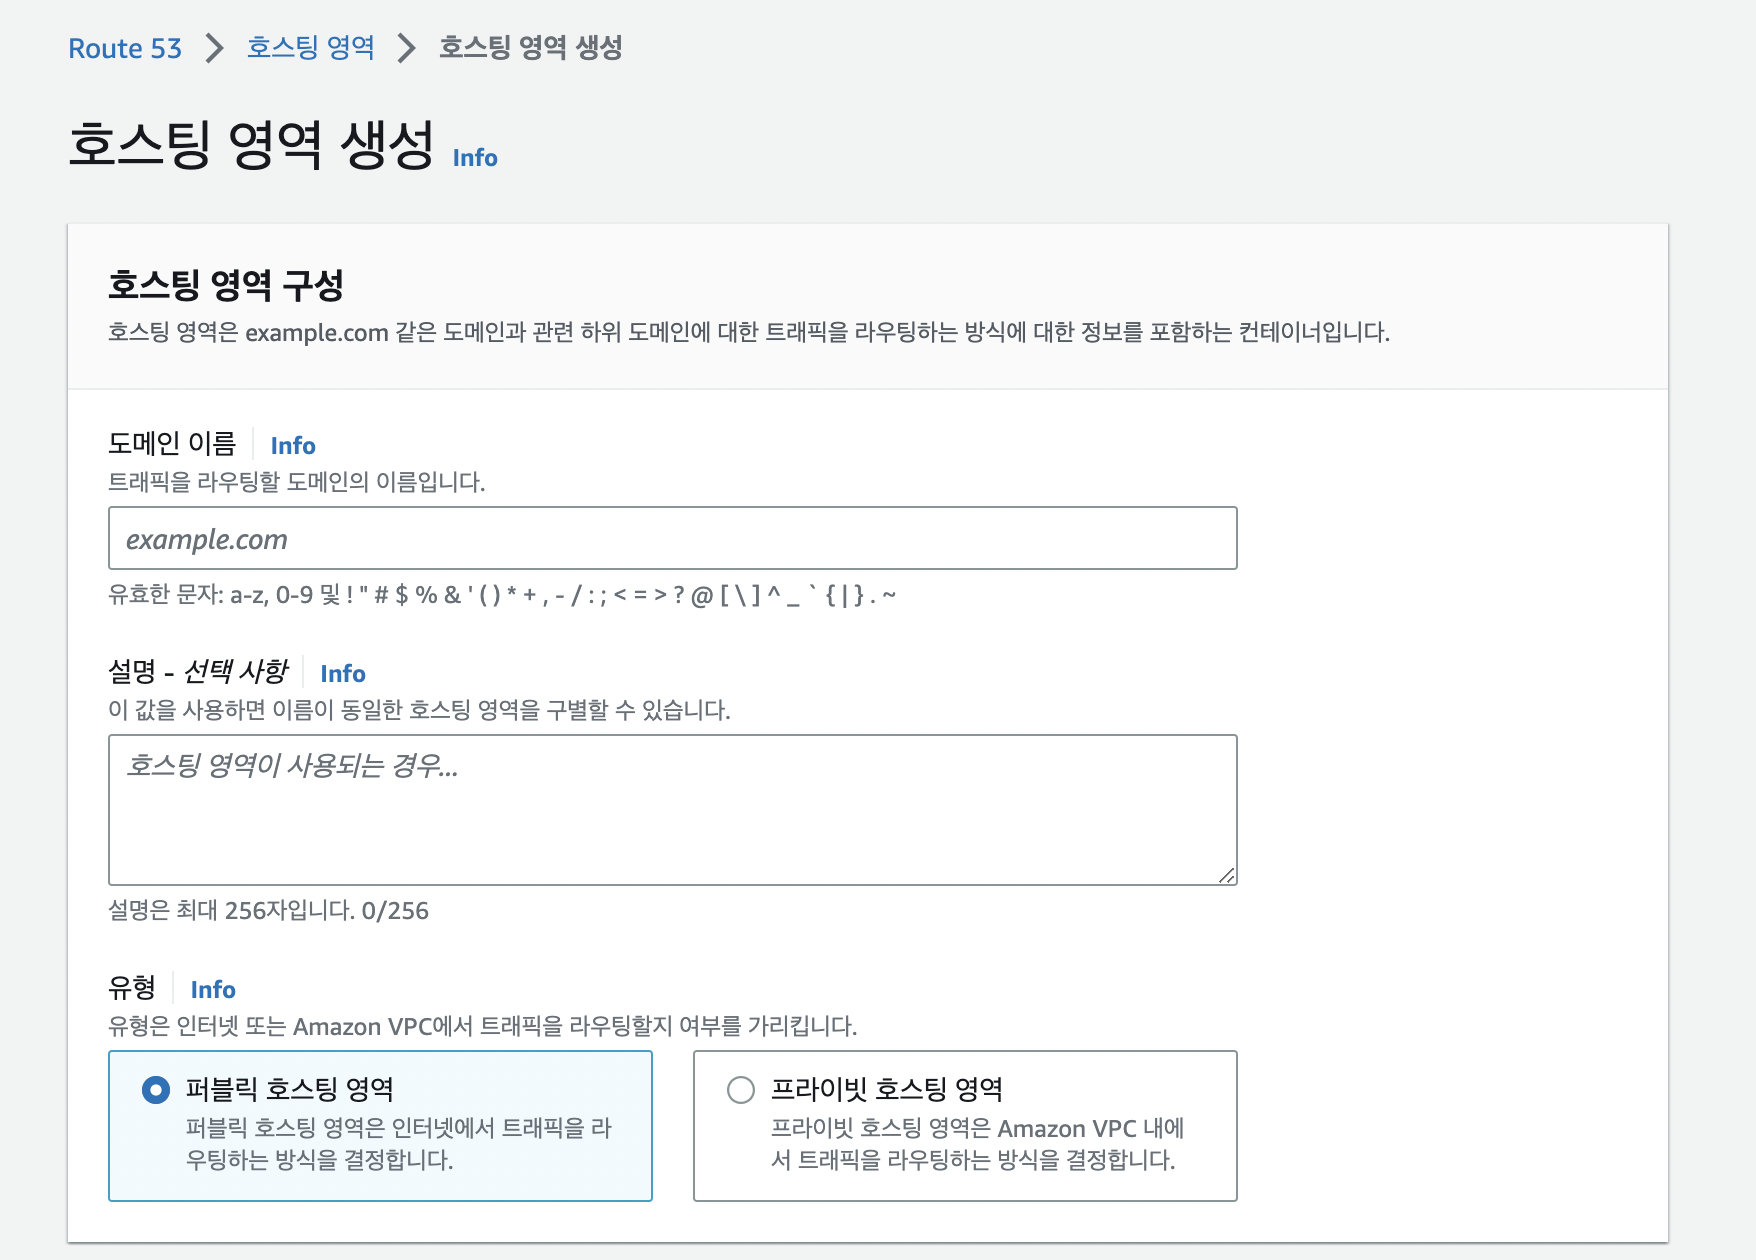 Route 53 > 호스팅 영역 > 호스팅 영역 생성
호스팅 영역 생성 Info
호스팅 영역 구성
호스팅 영역은 example.com 같은 도메인과 관련 하위 도메인에 대한 트래픽을 라우팅하는 방식에 대한 정보를 포함하는 컨테이너입니다.
도메인 이름 Info
트래픽을 라우팅할 도메인의 이름입니다.
example.com
유효한 문자: a-z, 0-9 및 ! " # $ % & ' ( ) * + , - / : ; < = > ? @ [ \ ] ^ _ ` { | } . ~
설명 - 선택 사항 Info
이 값을 사용하면 이름이 동일한 호스팅 영역을 구별할 수 있습니다.
호스팅 영역이 사용되는 경우...
설명은 최대 256자입니다. 0/256
유형 Info
유형은 인터넷 또는 Amazon VPC에서 트래픽을 라우팅할지 여부를 가리킵니다.
퍼블릭 호스팅 영역
퍼블릭 호스팅 영역은 인터넷에서 트래픽을 라
우팅하는 방식을 결정합니다.
프라이빗 호스팅 영역
프라이빗 호스팅 영역은 Amazon VPC 내에
서 트래픽을 라우팅하는 방식을 결정합니다.